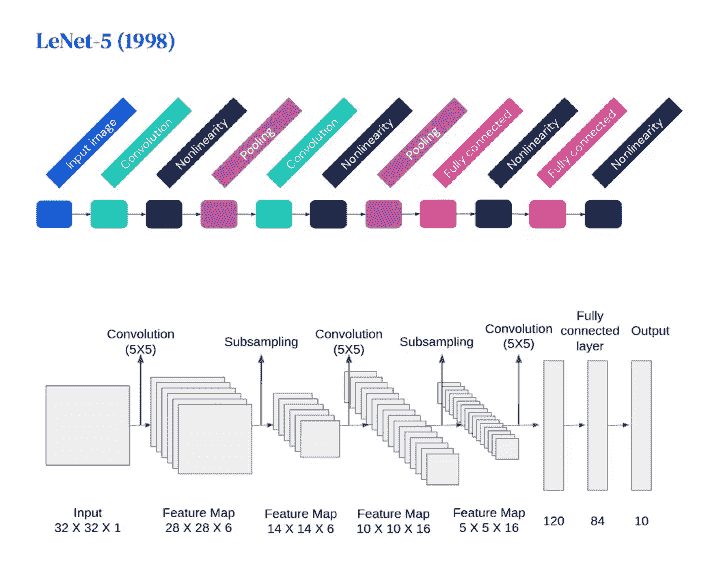 LeNet-5 (1998)
Input image
Convolution
Nonlinearity
Pooling
Convolution
Nonlinearity
Pooling
Fully connected
Nonlinearity
Fully connected
Nonlinearity
Convolution
(5X5)
Subsampling
Convolution
(5X5)
Subsampling
Convolution
(5X5)
Fully
connected
layer
Output
Input
32 X 32 X 1
Feature Map
28 X 28 X 6
Feature Map
14 X 14 X 6
Feature Map
10 X 10 X 16
Feature Map
5 X 5 X 16
120
84
10